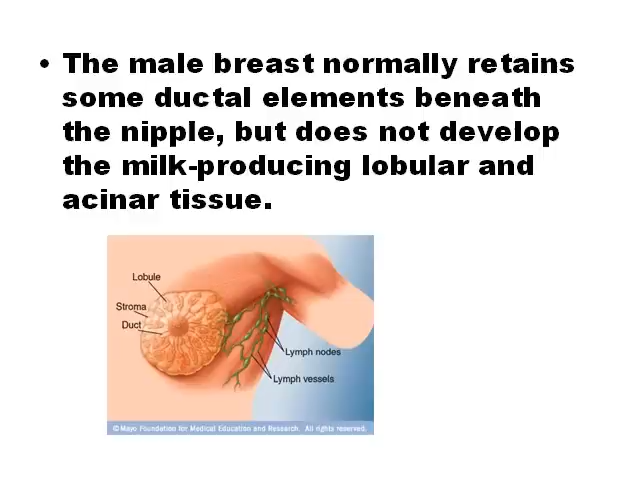 • The male breast normally retains
some ductal elements beneath
the nipple, but does not develop
the milk-producing lobular and
acinar tissue.
Lobule
Stroma
Duct
Lymph nodes
Lymph vessels
© Mayo Foundation for Medical Education and Research. All rights reserved.